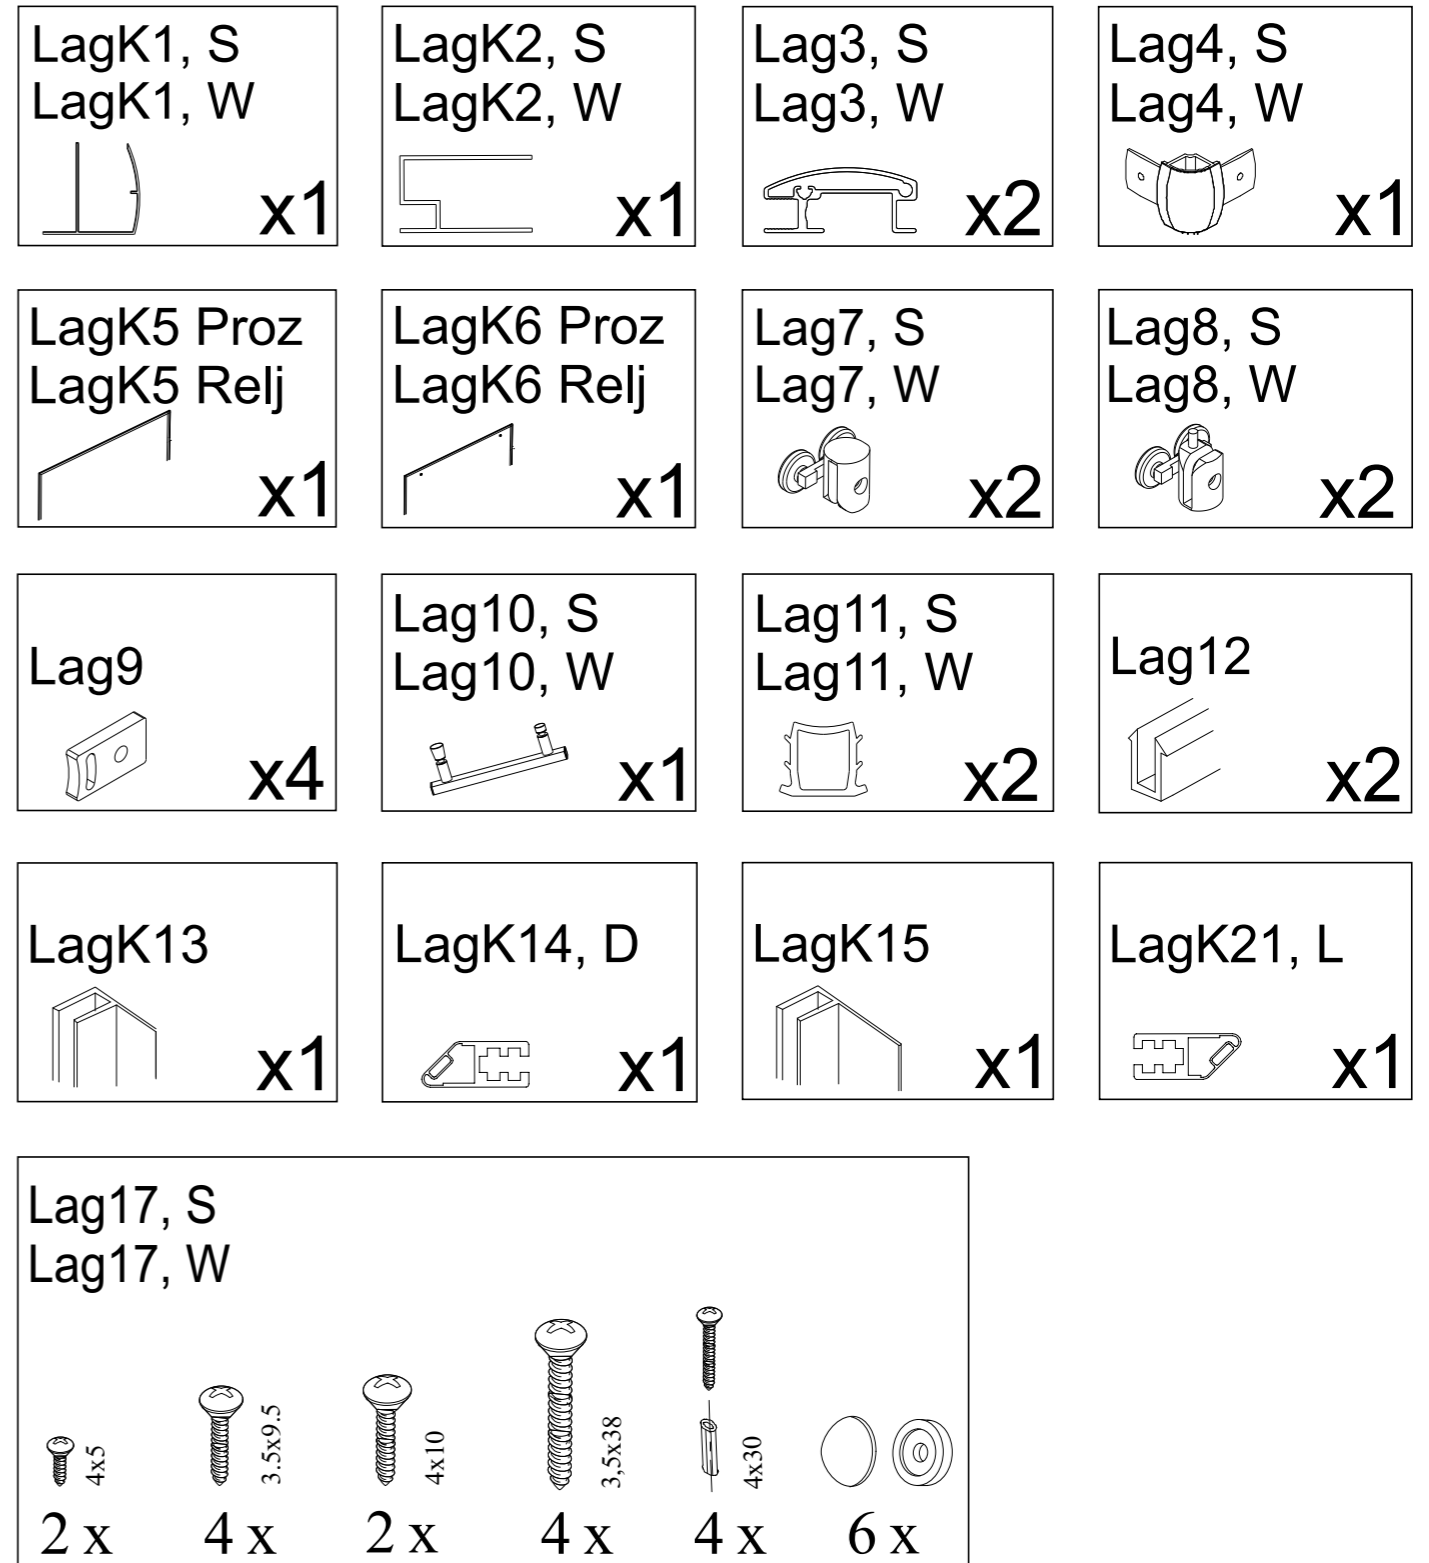 LagK1, S
LagK1, W
x1
LagK2, S
LagK2, W
x1
Lag3, S
Lag3, W
x2
Lag4, S
Lag4, W
x1
LagK5 Proz
LagK5 Relj
x1
LagK6 Proz
LagK6 Relj
x1
Lag7, S
Lag7, W
x2
Lag8, S
Lag8, W
x2
Lag9
x4
Lag10, S
Lag10, W
x1
Lag11, S
Lag11, W
x2
Lag12
x2
LagK13
x1
LagK14, D
x1
LagK15
x1
LagK21, L
x1
Lag17, S
Lag17, W
4x5
2 x
3.5x9.5
4 x
4x10
2 x
3,5x38
4 x
4x30
4 x
6 x